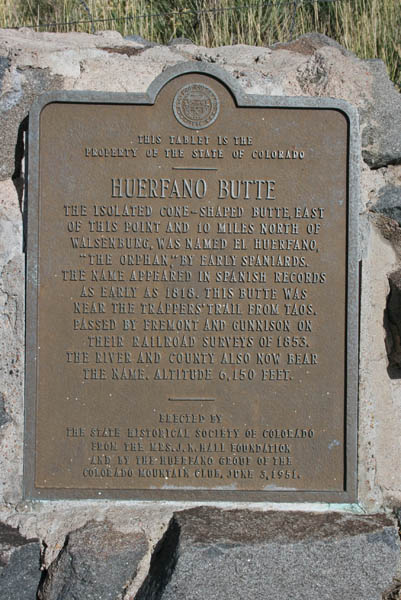 THIS TABLET IS THE
PROPERTY OF THE STATE OF COLORADO
HUERFANO BUTTE
THE ISOLATED CONE-SHAPED BUTTE, EAST
OF THIS POINT AND 10 MILES NORTH OF
WALSENBURG, WAS NAMED EL HUERFANO,
"THE ORPHAN," BY EARLY SPANIARDS.
THE NAME APPEARED IN SPANISH RECORDS
AS EARLY AS 1818. THIS BUTTE WAS
NEAR THE TRAPPERS' TRAIL FROM TAOS.
PASSED BY FREMONT AND GUNNISON ON
THEIR RAILROAD SURVEYS OF 1853.
THE RIVER AND COUNTY ALSO NOW BEAR
THE NAME. ALTITUDE 6,150 FEET.
ERECTED BY
THE STATE HISTORICAL SOCIETY OF COLORADO
FROM THE MRS. J. N. HALL FOUNDATION
AND BY THE HUERFANO GROUP OF THE
COLORADO MOUNTAIN CLUB, JUNE 3, 1951.